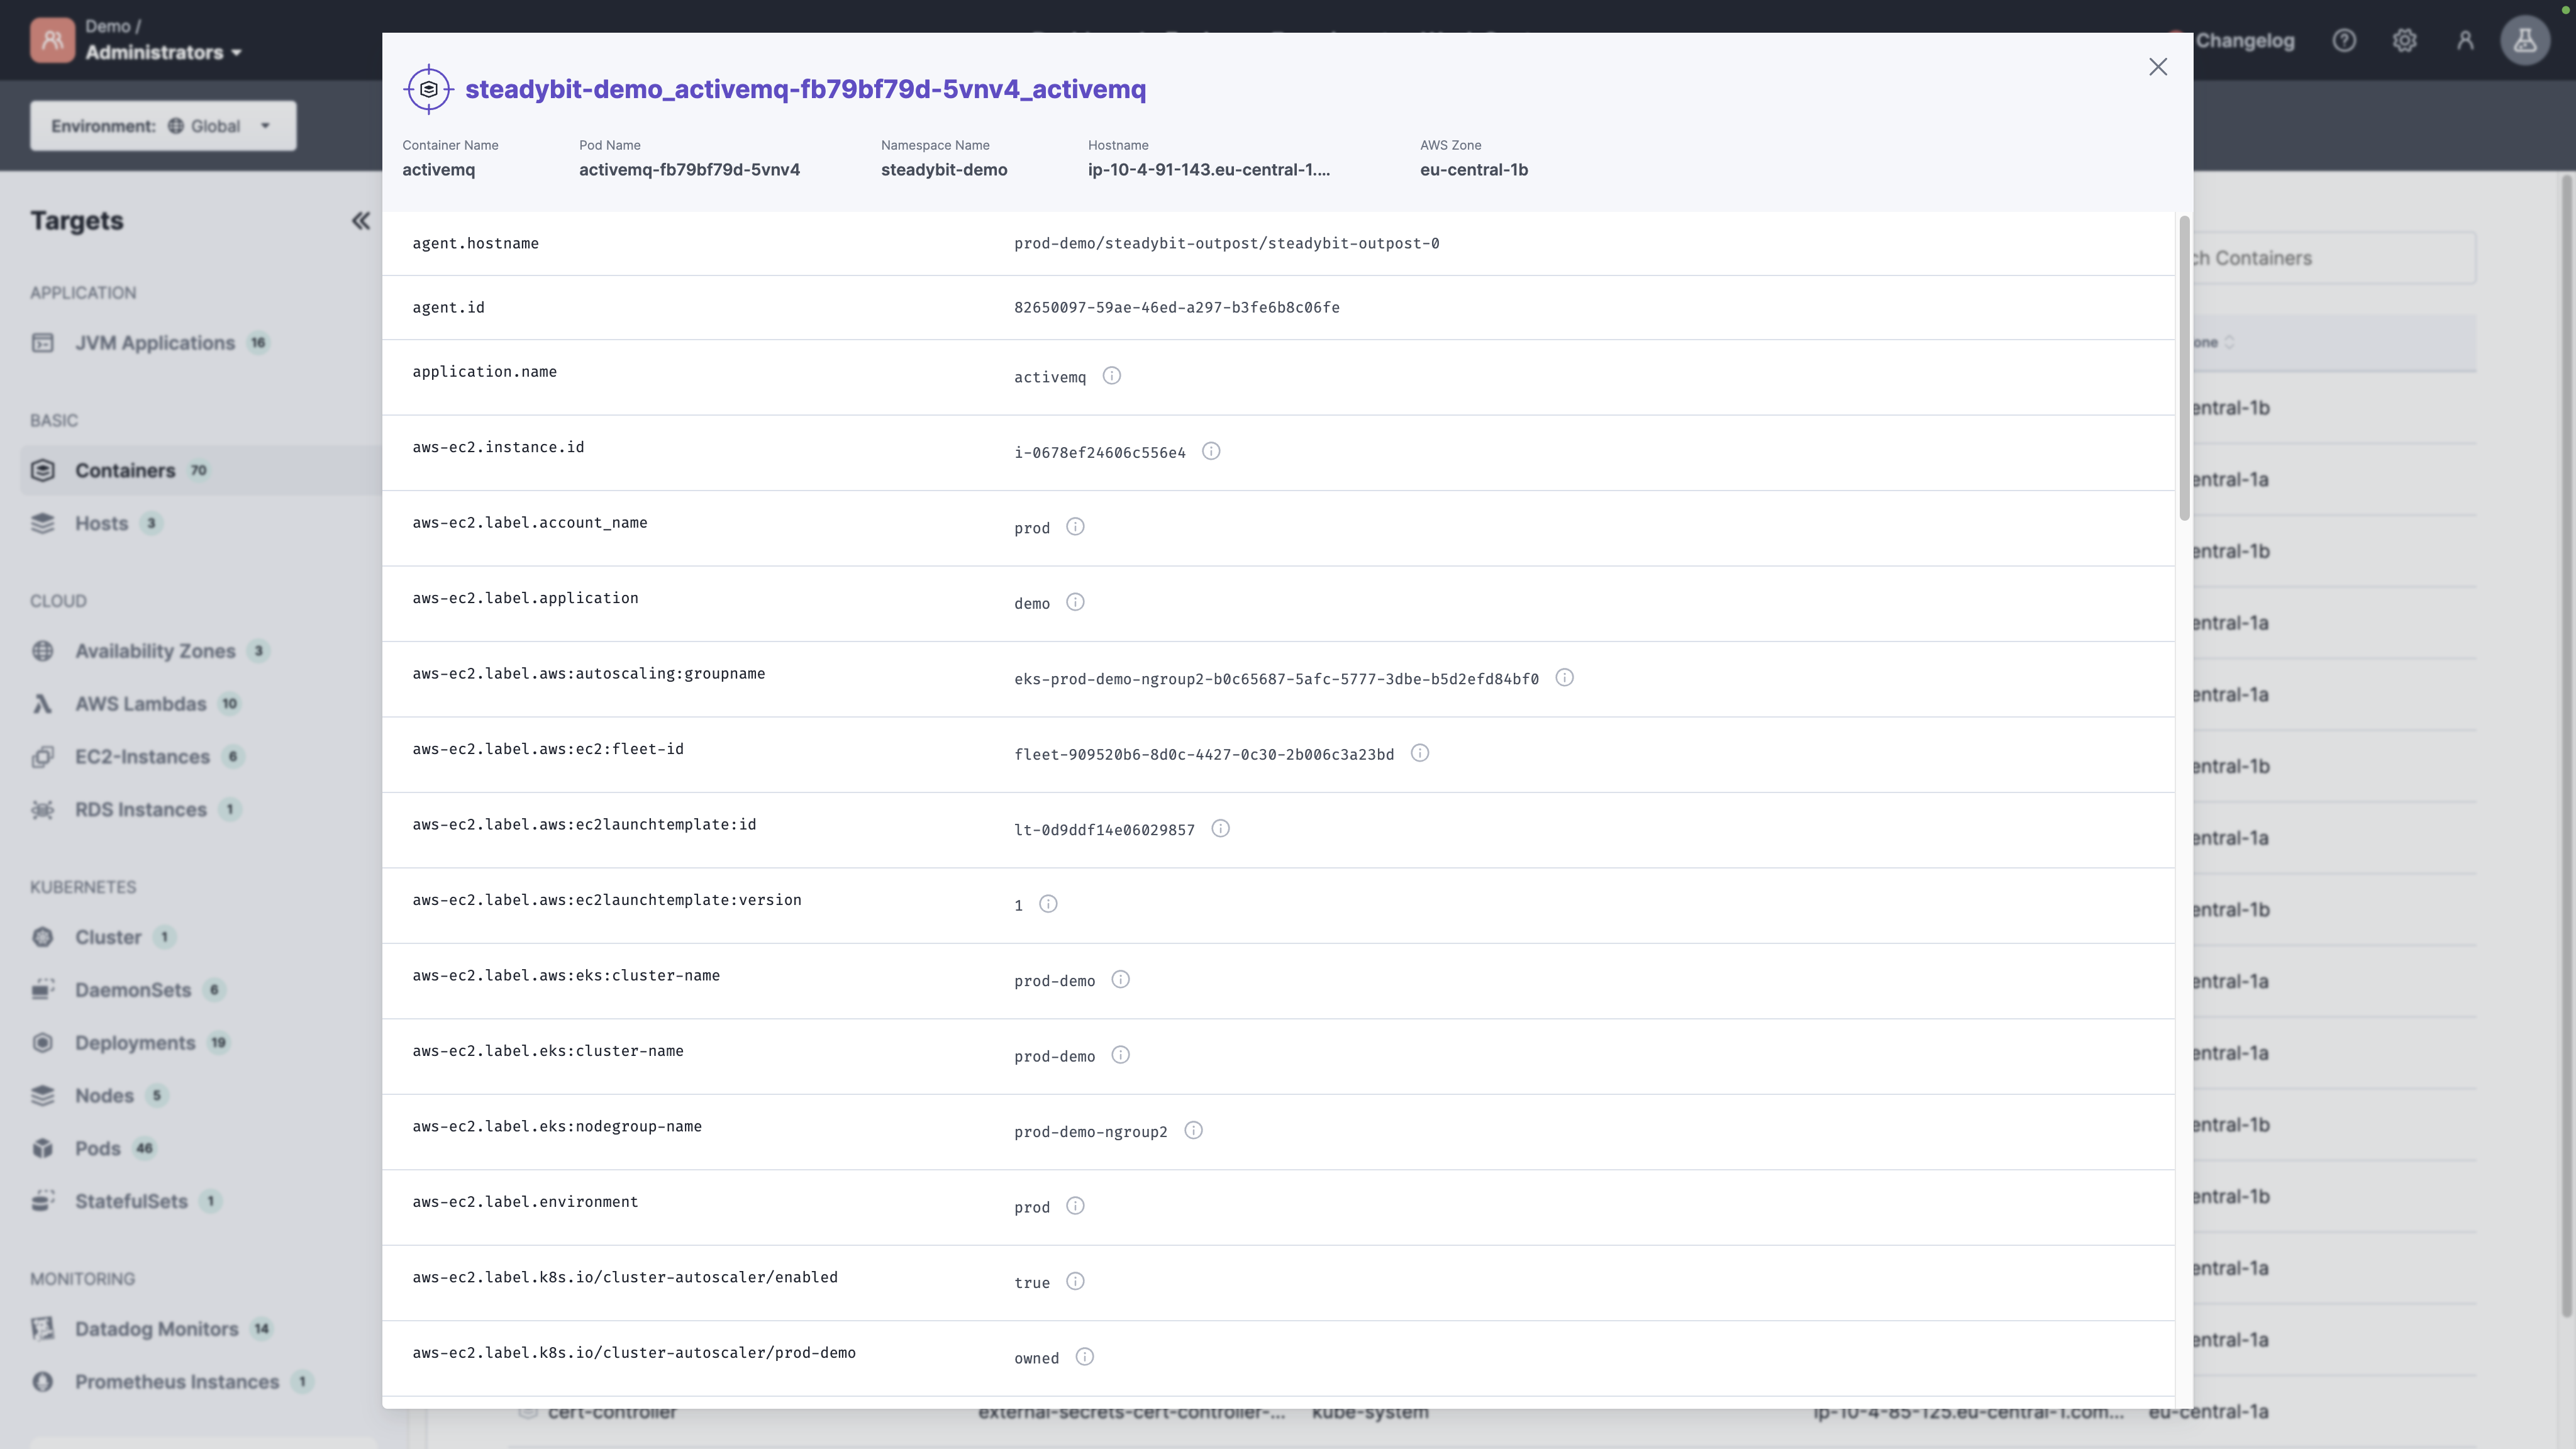 Demo /
Administrators
Changelog
Environment: Global
Targets
APPLICATION
JVM Applications 16
BASIC
Containers 70
Hosts 3
CLOUD
Availability Zones 3
AWS Lambdas 10
EC2-Instances 6
RDS Instances 1
KUBERNETES
Cluster 1
DaemonSets 6
Deployments 19
Nodes 5
Pods 46
StatefulSets 1
MONITORING
Datadog Monitors 14
Prometheus Instances 1
steadybit-demo_activemq-fb79bf79d-5vnv4_activemq
Container Name Pod Name Namespace Name Hostname AWS Zone
activemq activemq-fb79bf79d-5vnv4 steadybit-demo ip-10-4-91-143.eu-central-1.... eu-central-1b
agent.hostname prod-demo/steadybit-outpost/steadybit-outpost-0
agent.id 82650097-59ae-46ed-a297-b3fe6b8c06fe
application.name activemq
aws-ec2.instance.id i-0678ef24606c556e4
aws-ec2.label.account_name prod
aws-ec2.label.application demo
aws-ec2.label.aws:autoscaling:groupname eks-prod-demo-ngroup2-b0c65687-5afc-5777-3dbe-b5d2efd84bf0
aws-ec2.label.aws:ec2:fleet-id fleet-909520b6-8d0c-4427-0c30-2b006c3a23bd
aws-ec2.label.aws:ec2launchtemplate:id lt-0d9ddf14e06029857
aws-ec2.label.aws:ec2launchtemplate:version 1
aws-ec2.label.aws:eks:cluster-name prod-demo
aws-ec2.label.eks:cluster-name prod-demo
aws-ec2.label.eks:nodegroup-name prod-demo-ngroup2
aws-ec2.label.environment prod
aws-ec2.label.k8s.io/cluster-autoscaler/enabled true
aws-ec2.label.k8s.io/cluster-autoscaler/prod-demo owned
ch Containers
one
entral-1b
entral-1a
entral-1b
entral-1a
entral-1a
entral-1b
entral-1a
entral-1b
entral-1a
entral-1a
entral-1b
entral-1b
entral-1a
entral-1a
cert-controller external-secrets-cert-controller-... kube-system ip-10-4-85-125.eu-central-1.com... eu-central-1a